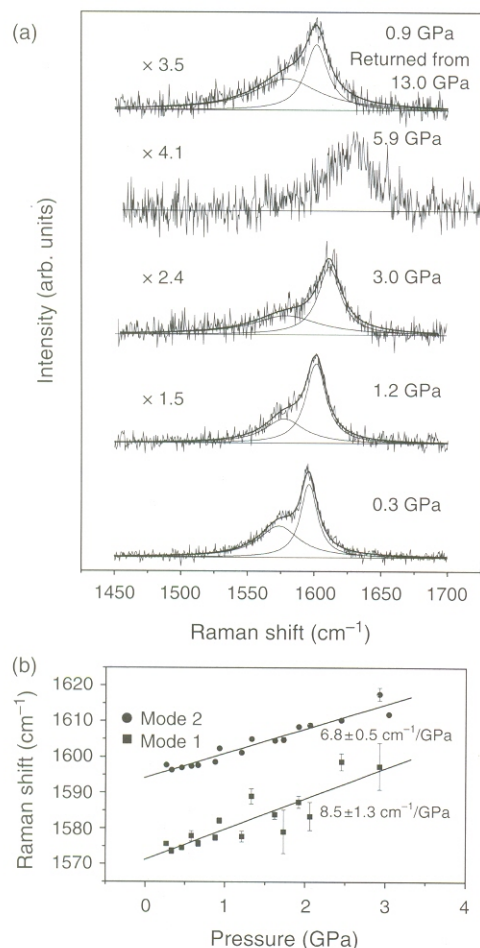 (a)
0.9 GPa
Returned from
13.0 GPa
× 3.5
5.9 GPa
× 4.1
3.0 GPa
× 2.4
1.2 GPa
× 1.5
0.3 GPa
Intensity (arb. units)
1450 1500 1550 1600 1650 1700
Raman shift (cm⁻¹)
(b)
1620
1610
1600
1590
1580
1570
Mode 2
Mode 1
6.8±0.5 cm⁻¹/GPa
8.5±1.3 cm⁻¹/GPa
Raman shift (cm⁻¹)
0 1 2 3 4
Pressure (GPa)